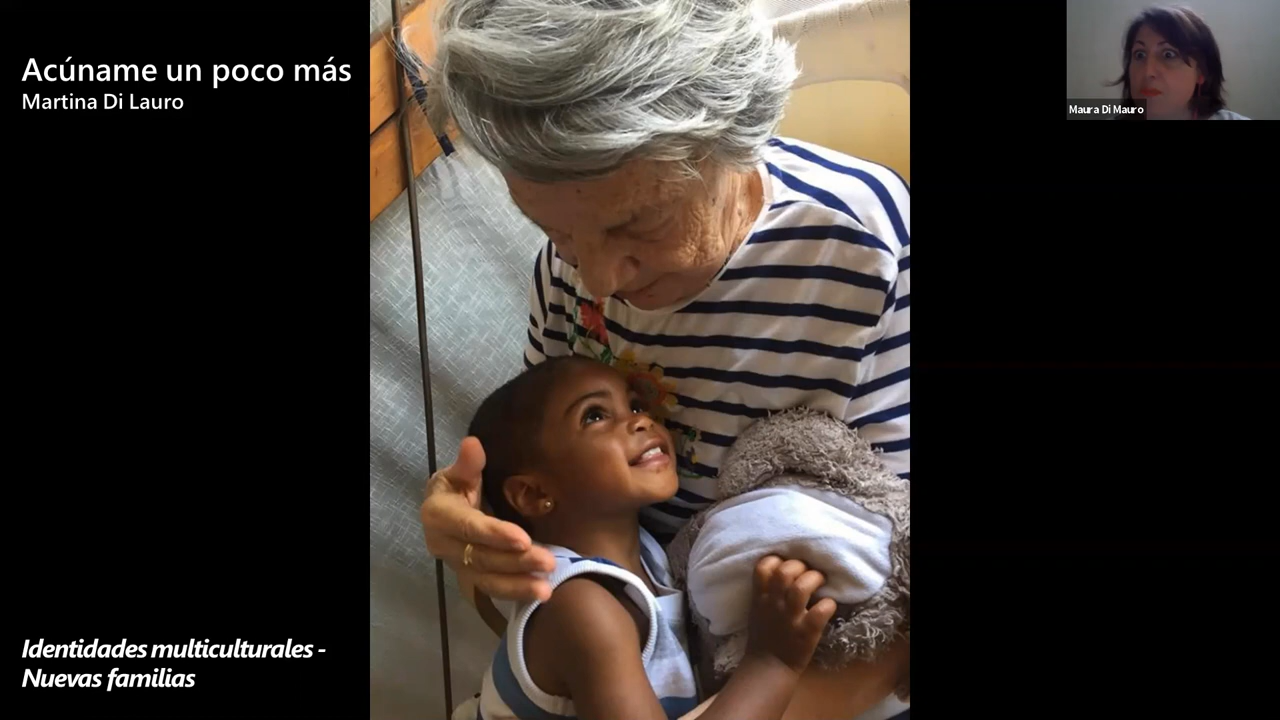 Acúname un poco más
Martina Di Lauro
Maura Di Mauro
Identidades multiculturales -
Nuevas familias